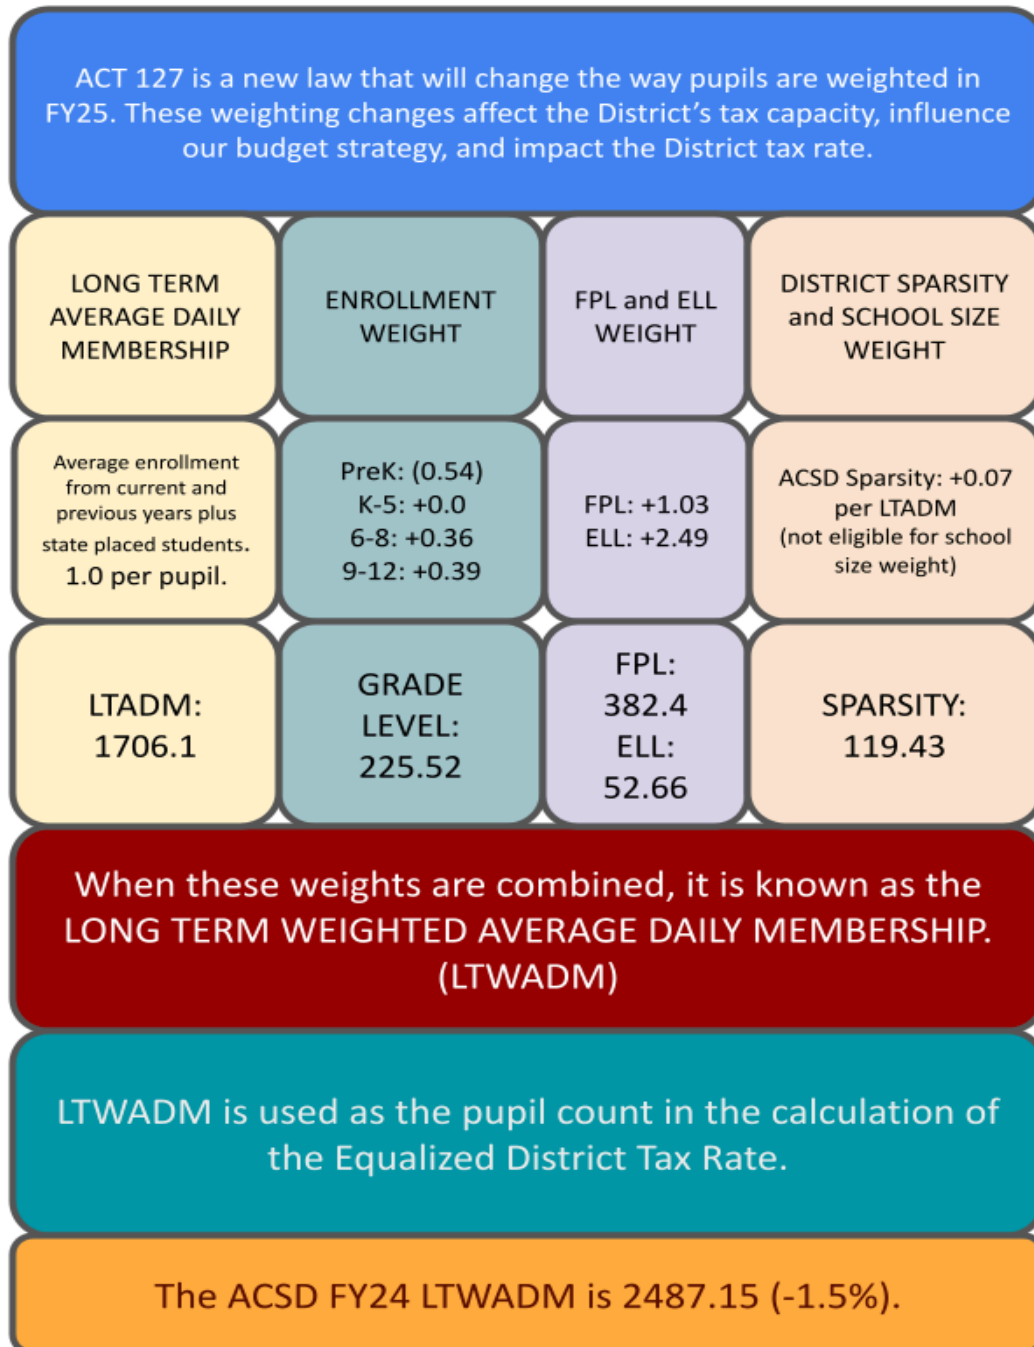 ACT 127 is a new law that will change the way pupils are weighted in
FY25. These weighting changes affect the District's tax capacity, influence
our budget strategy, and impact the District tax rate.
LONG TERM
AVERAGE DAILY
MEMBERSHIP
ENROLLMENT
WEIGHT
FPL and ELL
WEIGHT
DISTRICT SPARSITY
and SCHOOL SIZE
WEIGHT
Average enrollment
from current and
previous years plus
state placed students.
1.0 per pupil.
PreK: (0.54)
K-5: +0.0
6-8: +0.36
9-12: +0.39
FPL: +1.03
ELL: +2.49
ACSD Sparsity: +0.07
per LTADM
(not eligible for school
size weight)
LTADM:
1706.1
GRADE
LEVEL:
225.52
FPL:
382.4
ELL:
52.66
SPARSITY:
119.43
When these weights are combined, it is known as the
LONG TERM WEIGHTED AVERAGE DAILY MEMBERSHIP.
(LTWADM)
LTWADM is used as the pupil count in the calculation of
the Equalized District Tax Rate.
The ACSD FY24 LTWADM is 2487.15 (-1.5%).